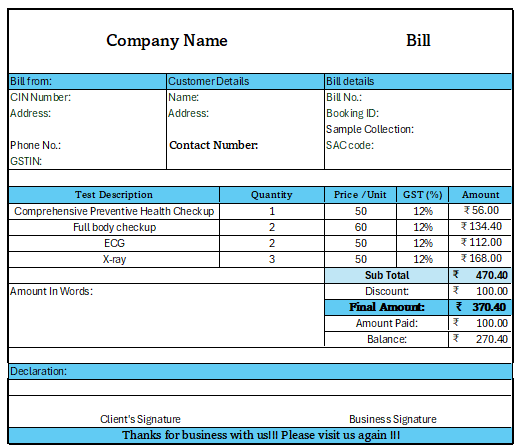 Company Name Bill
Bill from: Customer Details Bill details
CIN Number: Name: Bill No.:
Address: Address: Booking ID:
Sample Collection:
Phone No.: Contact Number: SAC code:
GSTIN:
Test Description Quantity Price /Unit GST (%) Amount
Comprehensive Preventive Health Checkup 1 50 12% ₹ 56.00
Full body checkup 2 60 12% ₹ 134.40
ECG 2 50 12% ₹ 112.00
X-ray 3 50 12% ₹ 168.00
Sub Total ₹ 470.40
Amount In Words: Discount: ₹ 100.00
Final Amount: ₹ 370.40
Amount Paid: ₹ 100.00
Balance: ₹ 270.40
Declaration:
Client's Signature Business Signature
Thanks for business with us!!! Please visit us again !!!